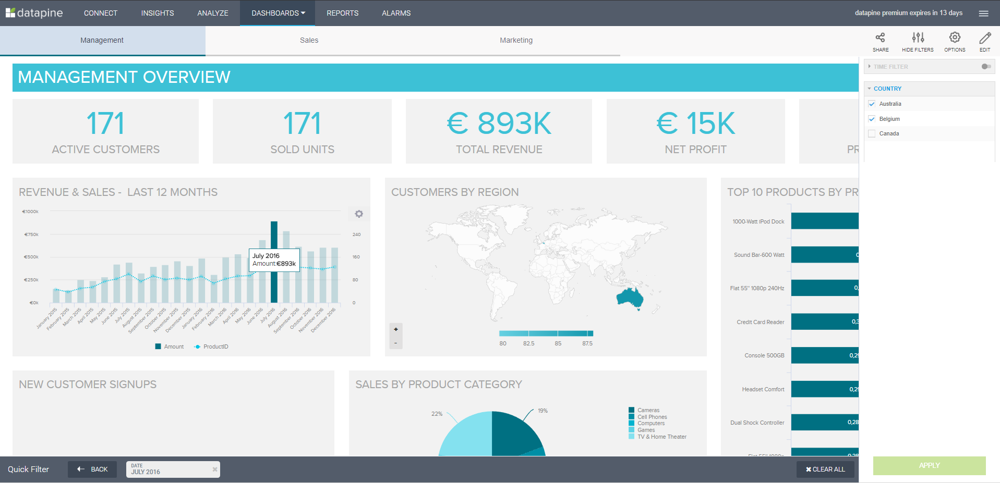 datapine CONNECT INSIGHTS ANALYZE DASHBOARDS REPORTS ALARMS datapine premium expires in 13 days
Management Sales Marketing
SHARE HIDE FILTERS OPTIONS EDIT
MANAGEMENT OVERVIEW
171
ACTIVE CUSTOMERS
171
SOLD UNITS
€ 893K
TOTAL REVENUE
€ 15K
NET PROFIT
PR
TIME FILTER
COUNTRY
Australia
Belgium
Canada
REVENUE & SALES - LAST 12 MONTHS
€1000k
€750k
€500k
€250k
€0k
240
160
80
0
July 2016
Amount:€893k
January 2015
February 2015
March 2015
April 2015
May 2015
June 2015
July 2015
August 2015
September 2015
October 2015
November 2015
December 2015
January 2016
February 2016
March 2016
April 2016
May 2016
June 2016
July 2016
August 2016
September 2016
October 2016
November 2016
December 2016
Amount ProductID
CUSTOMERS BY REGION
+
-
80 82.5 85 87.5
TOP 10 PRODUCTS BY PR
1000-Watt iPod Dock
Sound Bar-600 Watt 0
Flat 55" 1080p 240Hz 0,
Credit Card Reader 0,3
Console 500GB 0,29
Headset Comfort 0,29
Dual Shock Controller 0,28
Flat 55" 1080p 0,28
NEW CUSTOMER SIGNUPS
SALES BY PRODUCT CATEGORY
22% 19%
Cameras
Cell Phones
Computers
Games
TV & Home Theater
Quick Filter BACK
DATE
JULY 2016
CLEAR ALL
APPLY